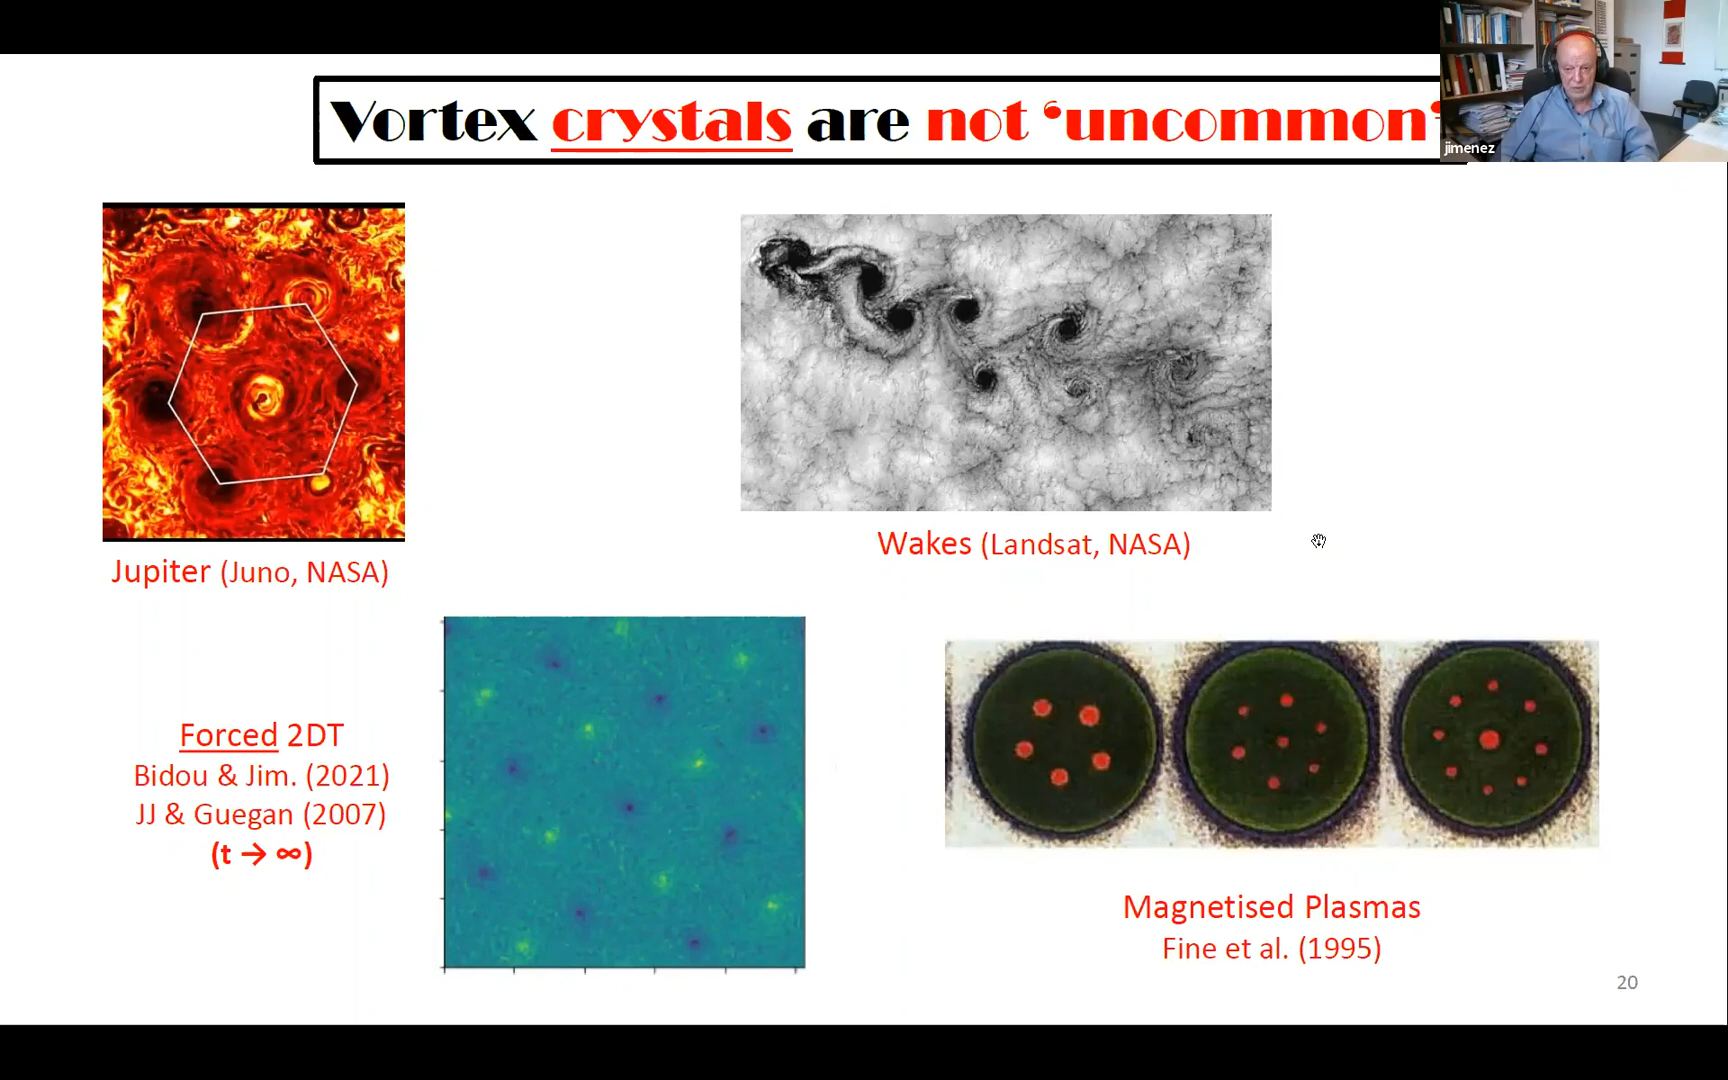 Vortex crystals are not ‘uncommon’
jimenez
Jupiter (Juno, NASA)
Wakes (Landsat, NASA)
Forced 2DT
Bidou & Jim. (2021)
JJ & Guegan (2007)
(t → ∞)
Magnetised Plasmas
Fine et al. (1995)
20